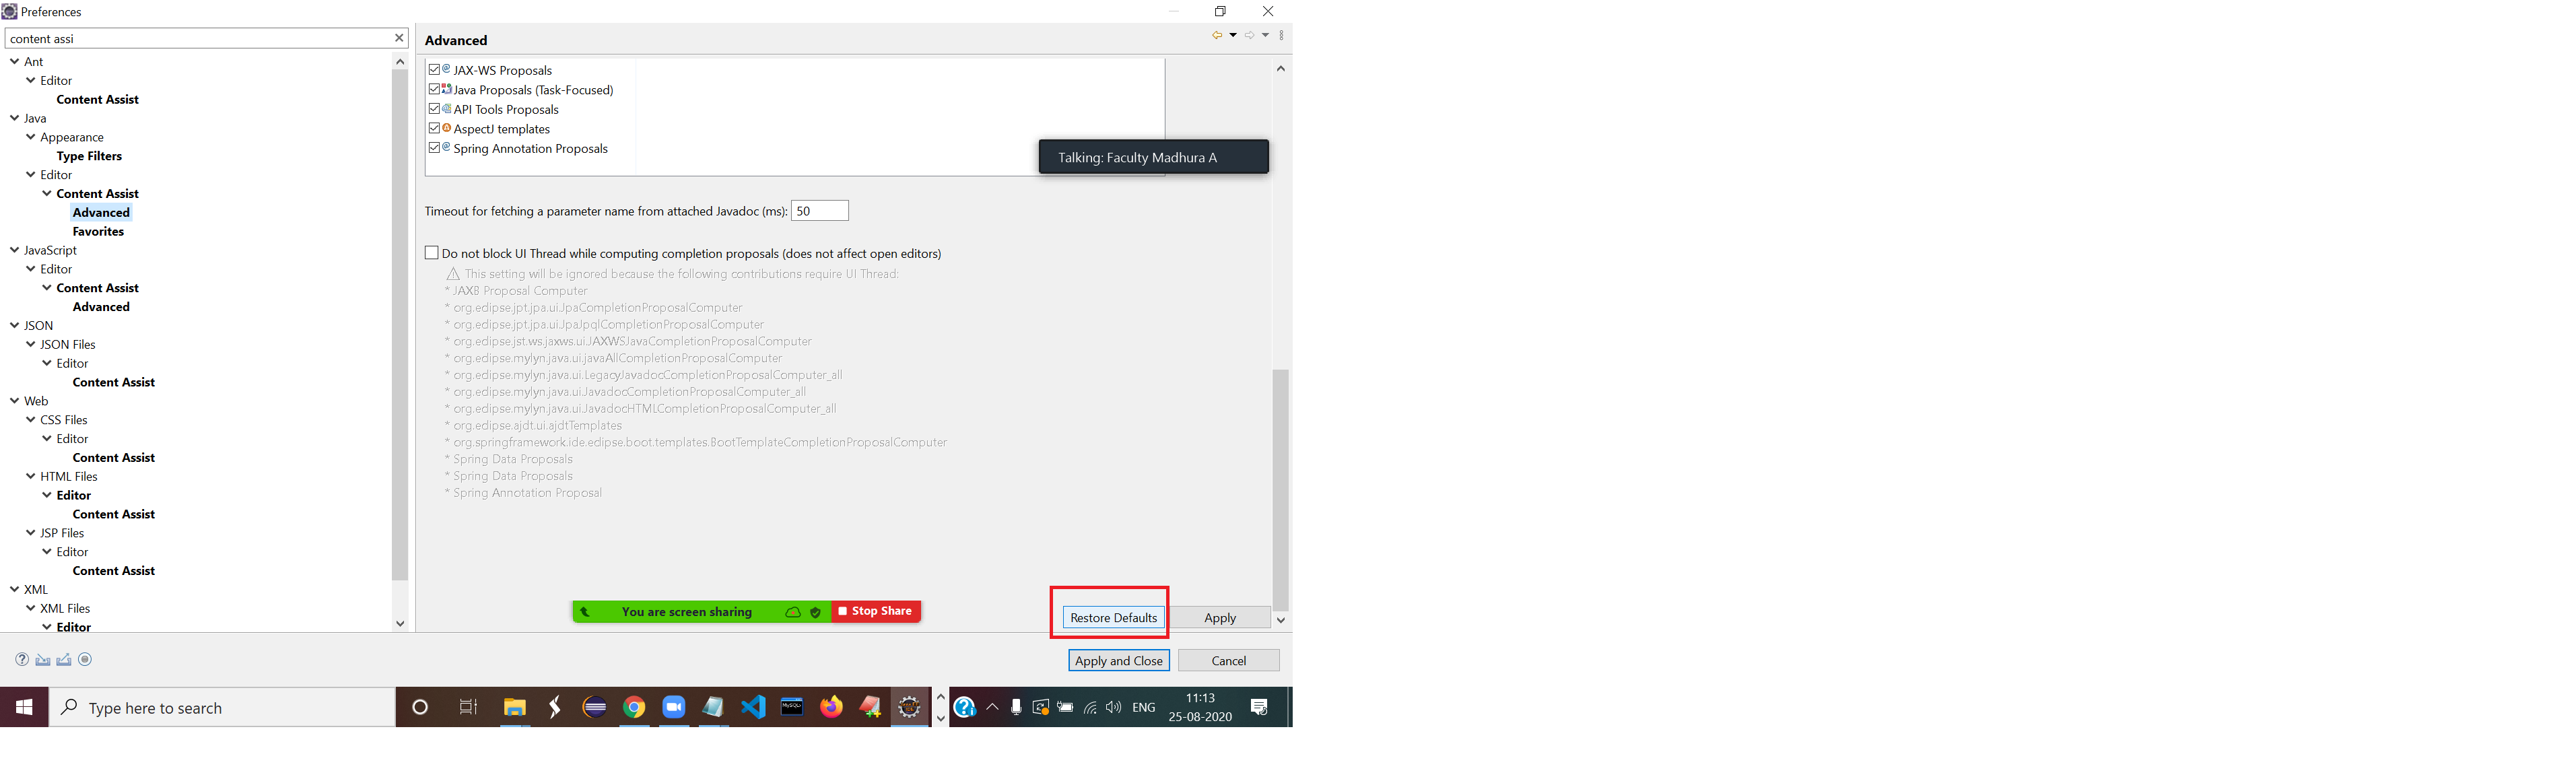 Preferences
content assi
Advanced
Ant
Editor
Content Assist
Java
Appearance
Type Filters
Editor
Content Assist
Advanced
Favorites
JavaScript
Editor
Content Assist
Advanced
JSON
JSON Files
Editor
Content Assist
Web
CSS Files
Editor
Content Assist
HTML Files
Editor
Content Assist
JSP Files
Editor
Content Assist
XML
XML Files
Editor
JAX-WS Proposals
Java Proposals (Task-Focused)
API Tools Proposals
AspectJ templates
Spring Annotation Proposals
Talking: Faculty Madhura A
Timeout for fetching a parameter name from attached Javadoc (ms): 50
Do not block UI Thread while computing completion proposals (does not affect open editors)
This setting will be ignored because the following contributions require UI Thread:
* JAXB Proposal Computer
* org.eclipse.jpt.jpa.ui.JpaCompletionProposalComputer
* org.eclipse.jpt.jpa.ui.JpaJpqlCompletionProposalComputer
* org.eclipse.jst.ws.jaxws.ui.JAXWSJavaCompletionProposalComputer
* org.eclipse.mylyn.java.ui.javaAllCompletionProposalComputer
* org.eclipse.mylyn.java.ui.LegacyJavadocCompletionProposalComputer_all
* org.eclipse.mylyn.java.ui.JavadocCompletionProposalComputer_all
* org.eclipse.mylyn.java.ui.JavadocHTMLCompletionProposalComputer_all
* org.eclipse.ajdt.ui.ajdtTemplates
* org.springframework.ide.eclipse.boot.templates.BootTemplateCompletionProposalComputer
* Spring Data Proposals
* Spring Data Proposals
* Spring Annotation Proposal
You are screen sharing
Stop Share
Restore Defaults
Apply
Apply and Close
Cancel
Type here to search
MySQL
ENG
11:13
25-08-2020